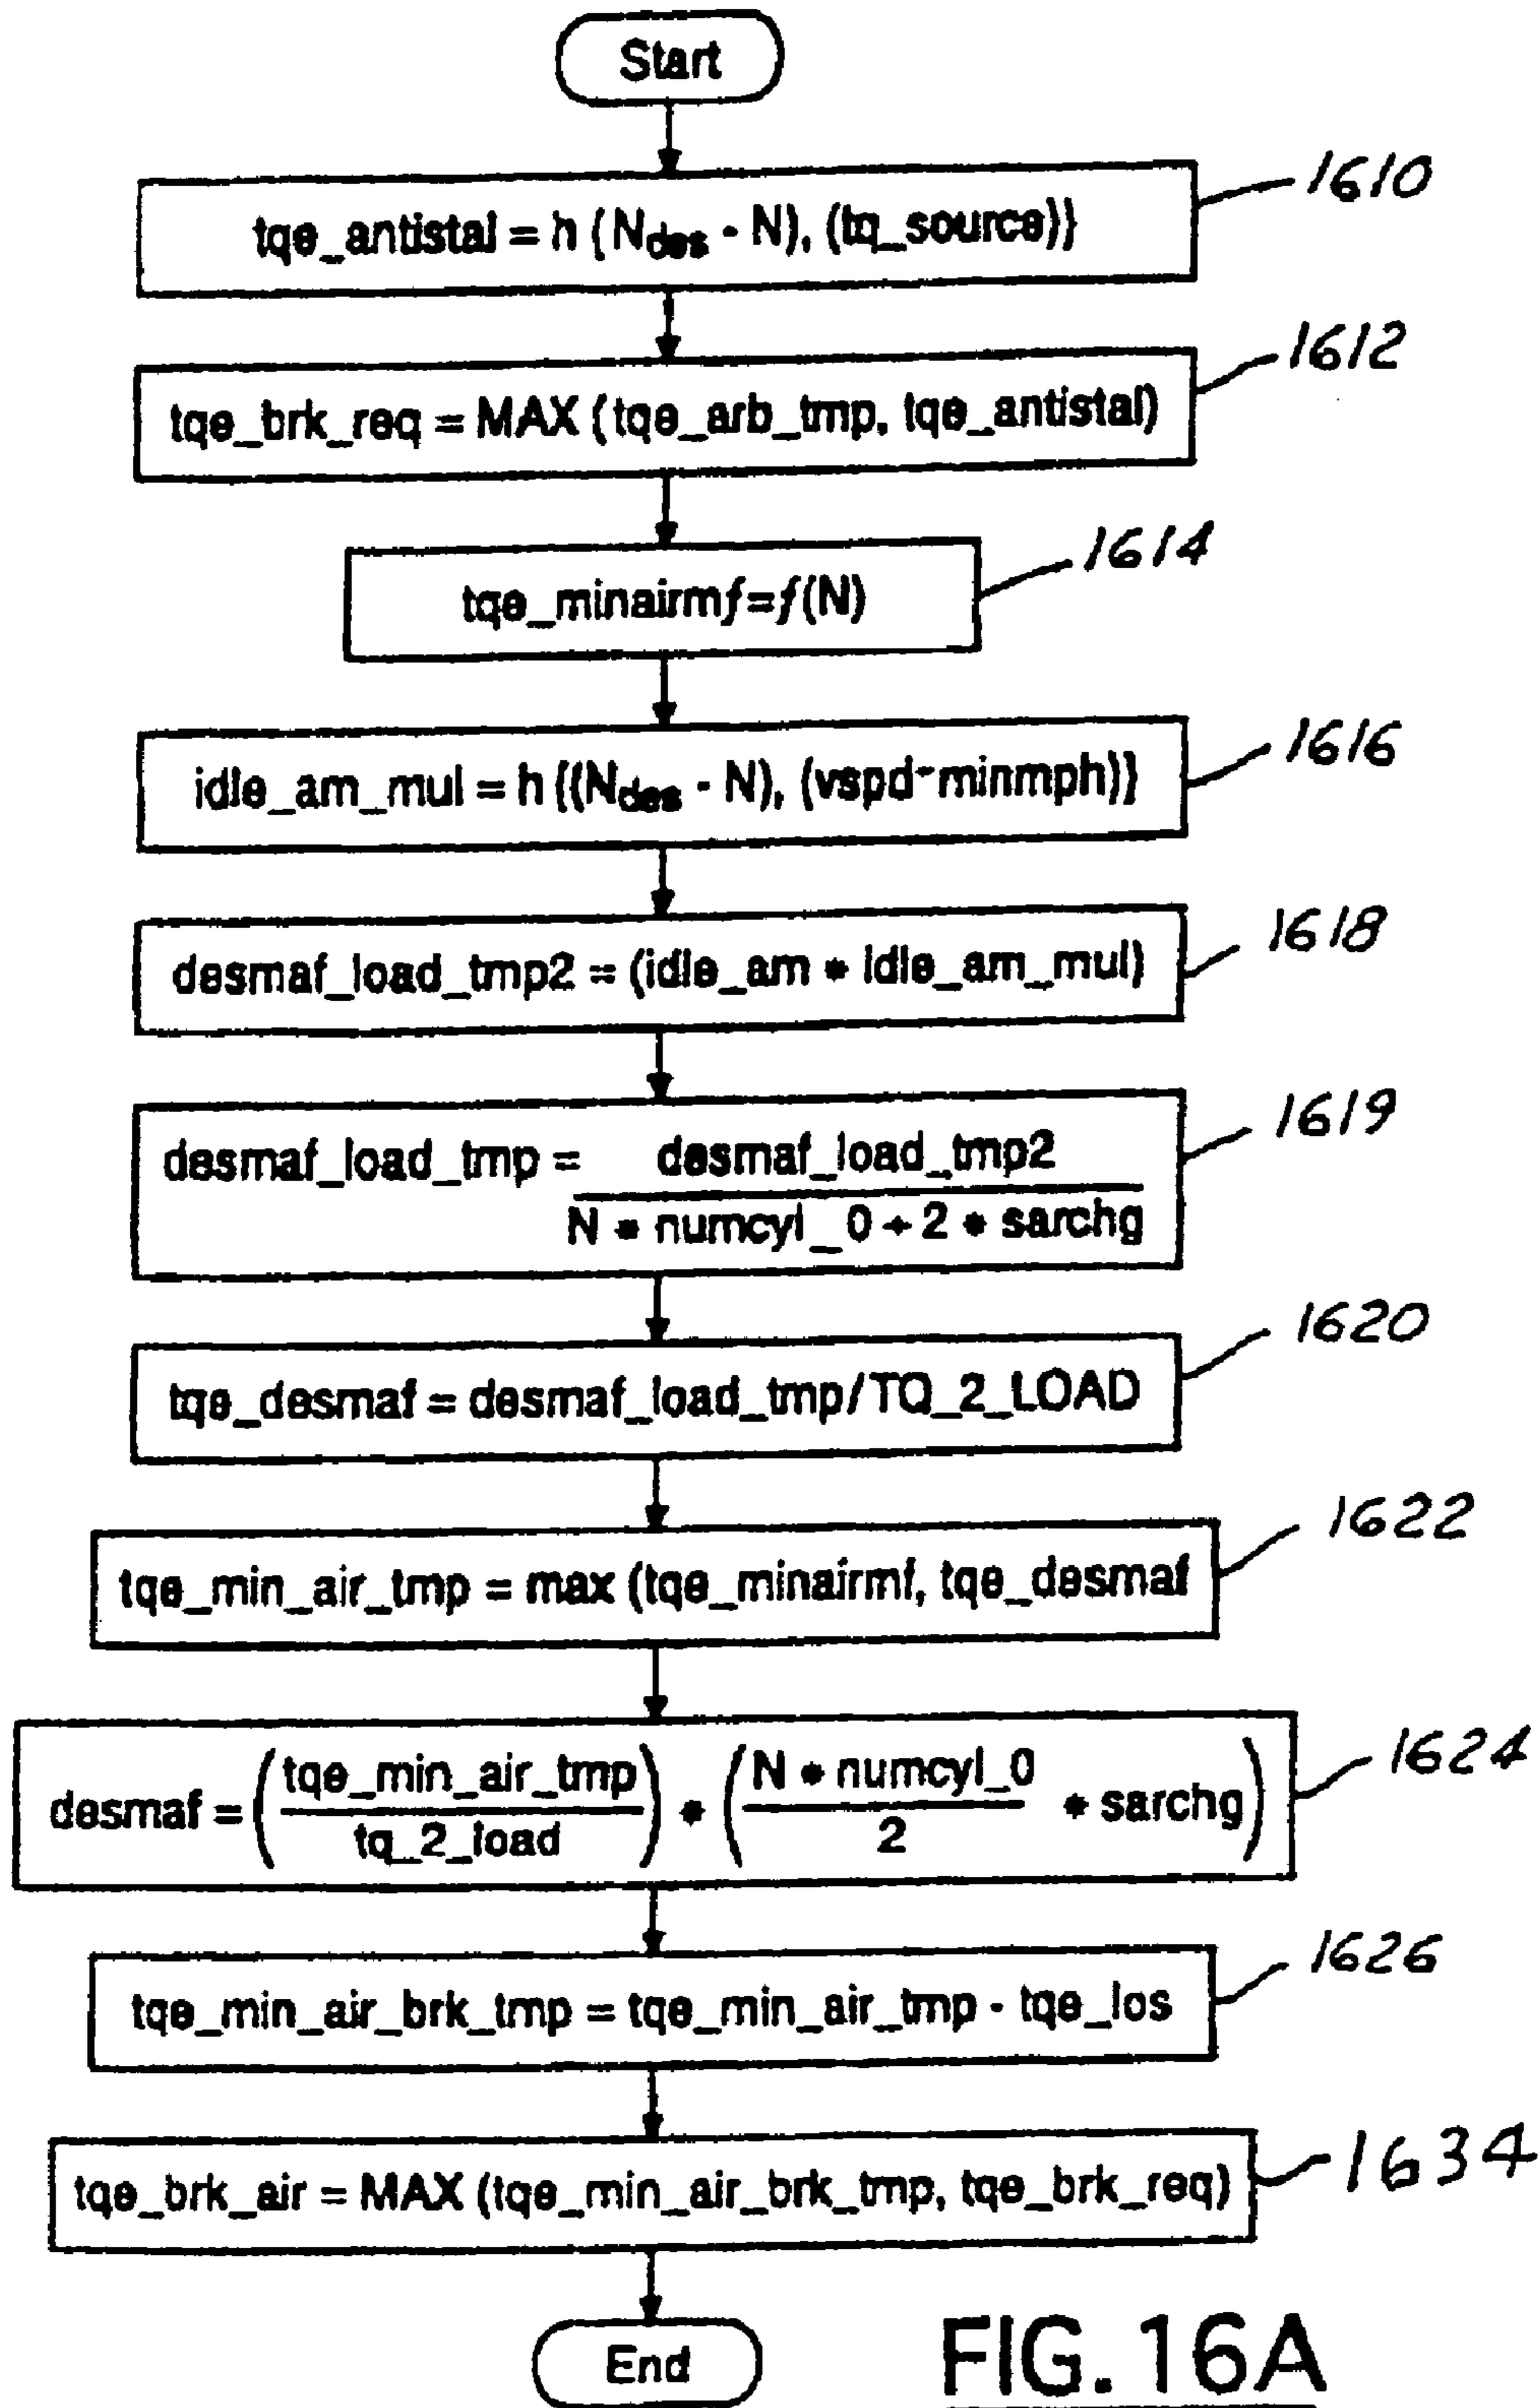 Start
tqe_antistal = h {N_des - N), (tq_source)}
1610
tqe_brk_req = MAX (tqe_arb_tmp, tqe_antistal)
1612
tqe_minairmf=f(N)
1614
idle_am_mul = h {(N_des - N), (vspd-minmph)}
1616
desmaf_load_tmp2 = (idle_am * idle_am_mul)
1618
desmaf_load_tmp = desmaf_load_tmp2
N * numcyl_0 ÷ 2 * sarchg
1619
tqe_desmaf = desmaf_load_tmp/TQ_2_LOAD
1620
tqe_min_air_tmp = max (tqe_minairmf, tqe_desmaf
1622
desmaf = (tqe_min_air_tmp / tq_2_load) * (N * numcyl_0 / 2 * sarchg)
1624
tqe_min_air_brk_tmp = tqe_min_air_tmp - tqe_los
1626
tqe_brk_air = MAX (tqe_min_air_brk_tmp, tqe_brk_req)
1634
End
FIG. 16A